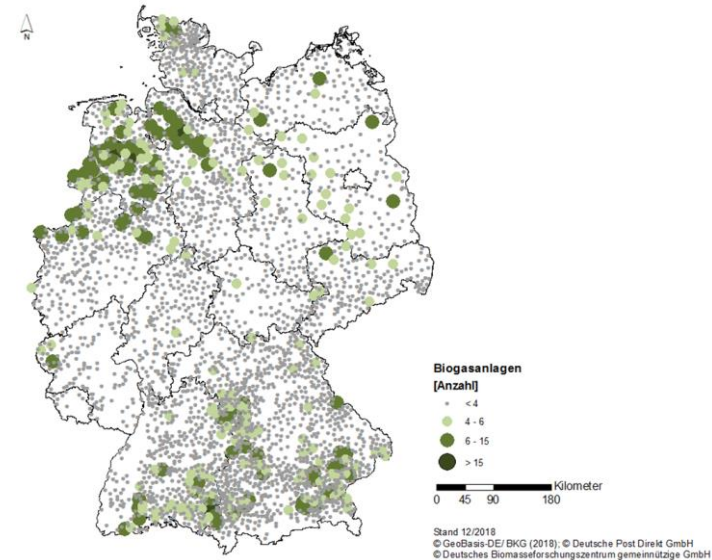 N
Biogasanlagen
[Anzahl]
< 4
4 - 6
6 - 15
> 15
Kilometer
0 45 90 180
Stand 12/2018
© GeoBasis-DE/ BKG (2018); © Deutsche Post Direkt GmbH
© Deutsches Biomasseforschungszentrum gemeinnützige GmbH